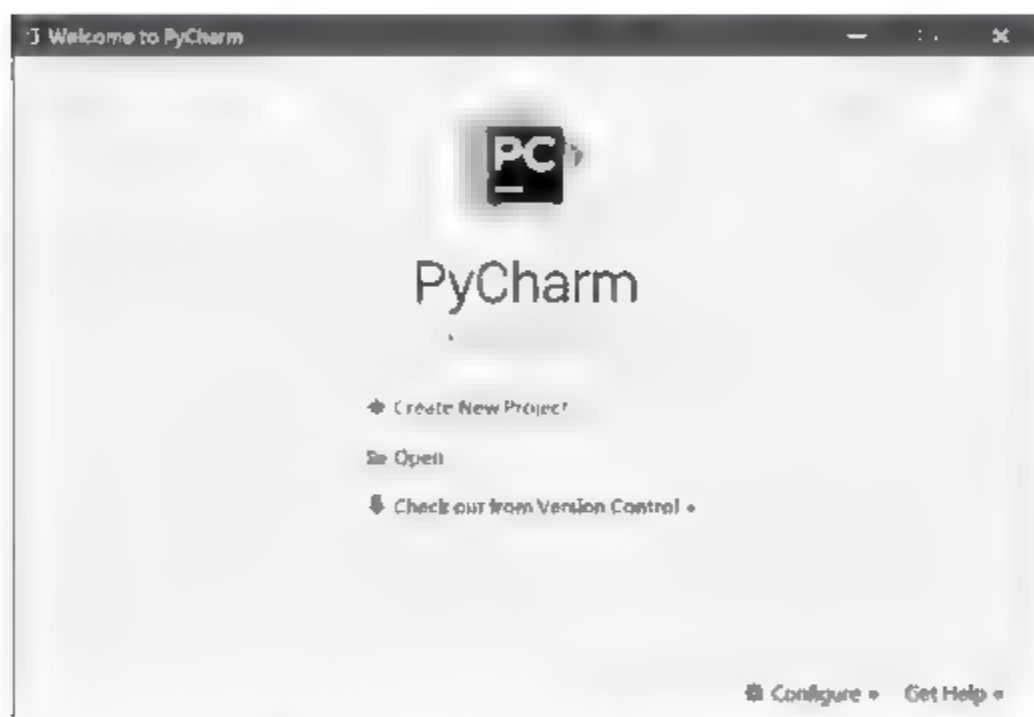 Welcome to PyCharm
PC
PyCharm
Create New Project
Open
Check out from Version Control
Configure
Get Help